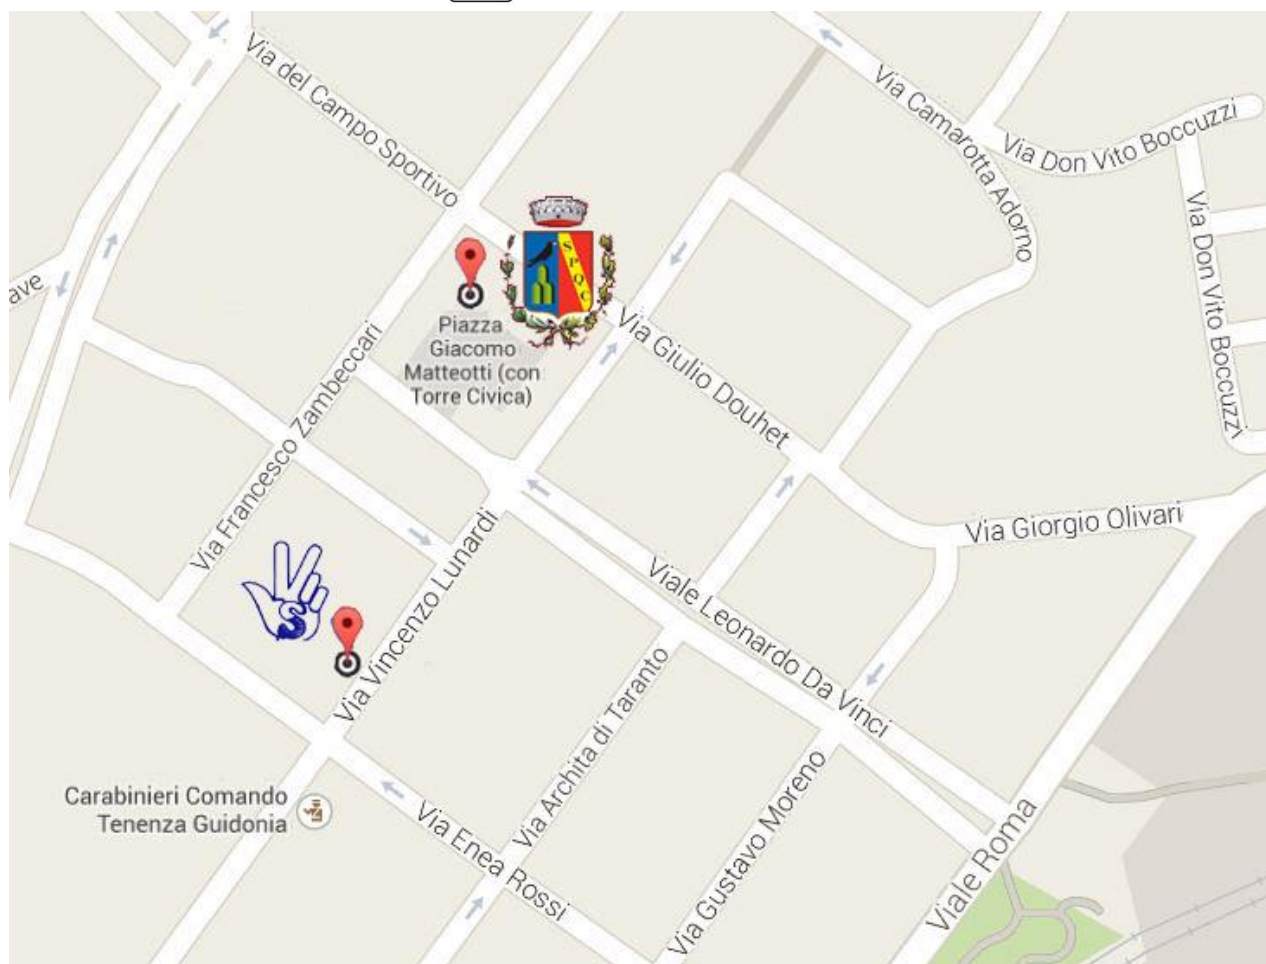 Via del Campo Sportivo
Via Camarotta Adorno
Via Don Vito Boccuzzi
Via Don Vito Boccuzzi
ave
SPQC
Piazza
Giacomo
Matteotti (con
Torre Civica)
Via Giulio Douhet
Via Francesco Zambeccari
Via Giorgio Olivari
Via Vincenzo Lunardi
Viale Leonardo Da Vinci
Via Archita di Taranto
Via Gustavo Moreno
Carabinieri Comando
Tenenza Guidonia
Via Enea Rossi
Viale Roma